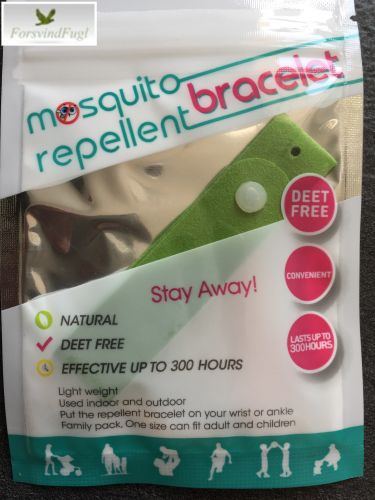 ForsvindFugl
mosquito
repellent
bracelet
DEET
FREE
CONVENIENT
LASTS UP TO
300HOURS
Stay Away!
NATURAL
DEET FREE
EFFECTIVE UP TO 300 HOURS
Light weight
Used indoor and outdoor
Put the repellent bracelet on your wrist or ankle
Family pack, One size can fit adult and children